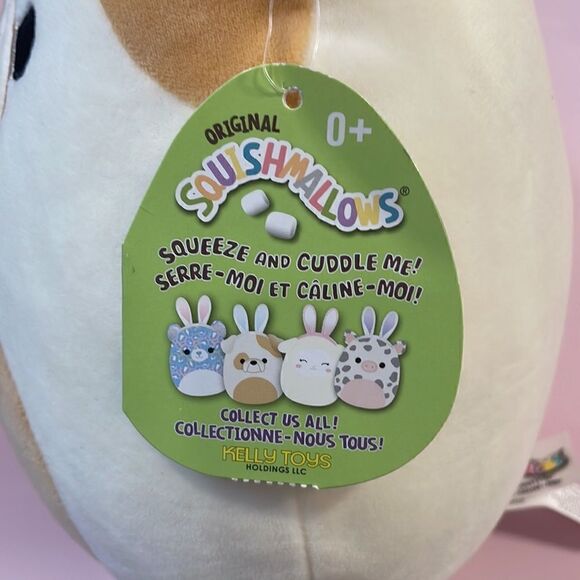 ORIGINAL
0+
SQUISHMALLOWS®
SQUEEZE AND CUDDLE ME!
SERRE-MOI ET CÂLINE-MOI!
COLLECT US ALL!
COLLECTIONNE-NOUS TOUS!
KELLY TOYS
HOLDINGS LLC